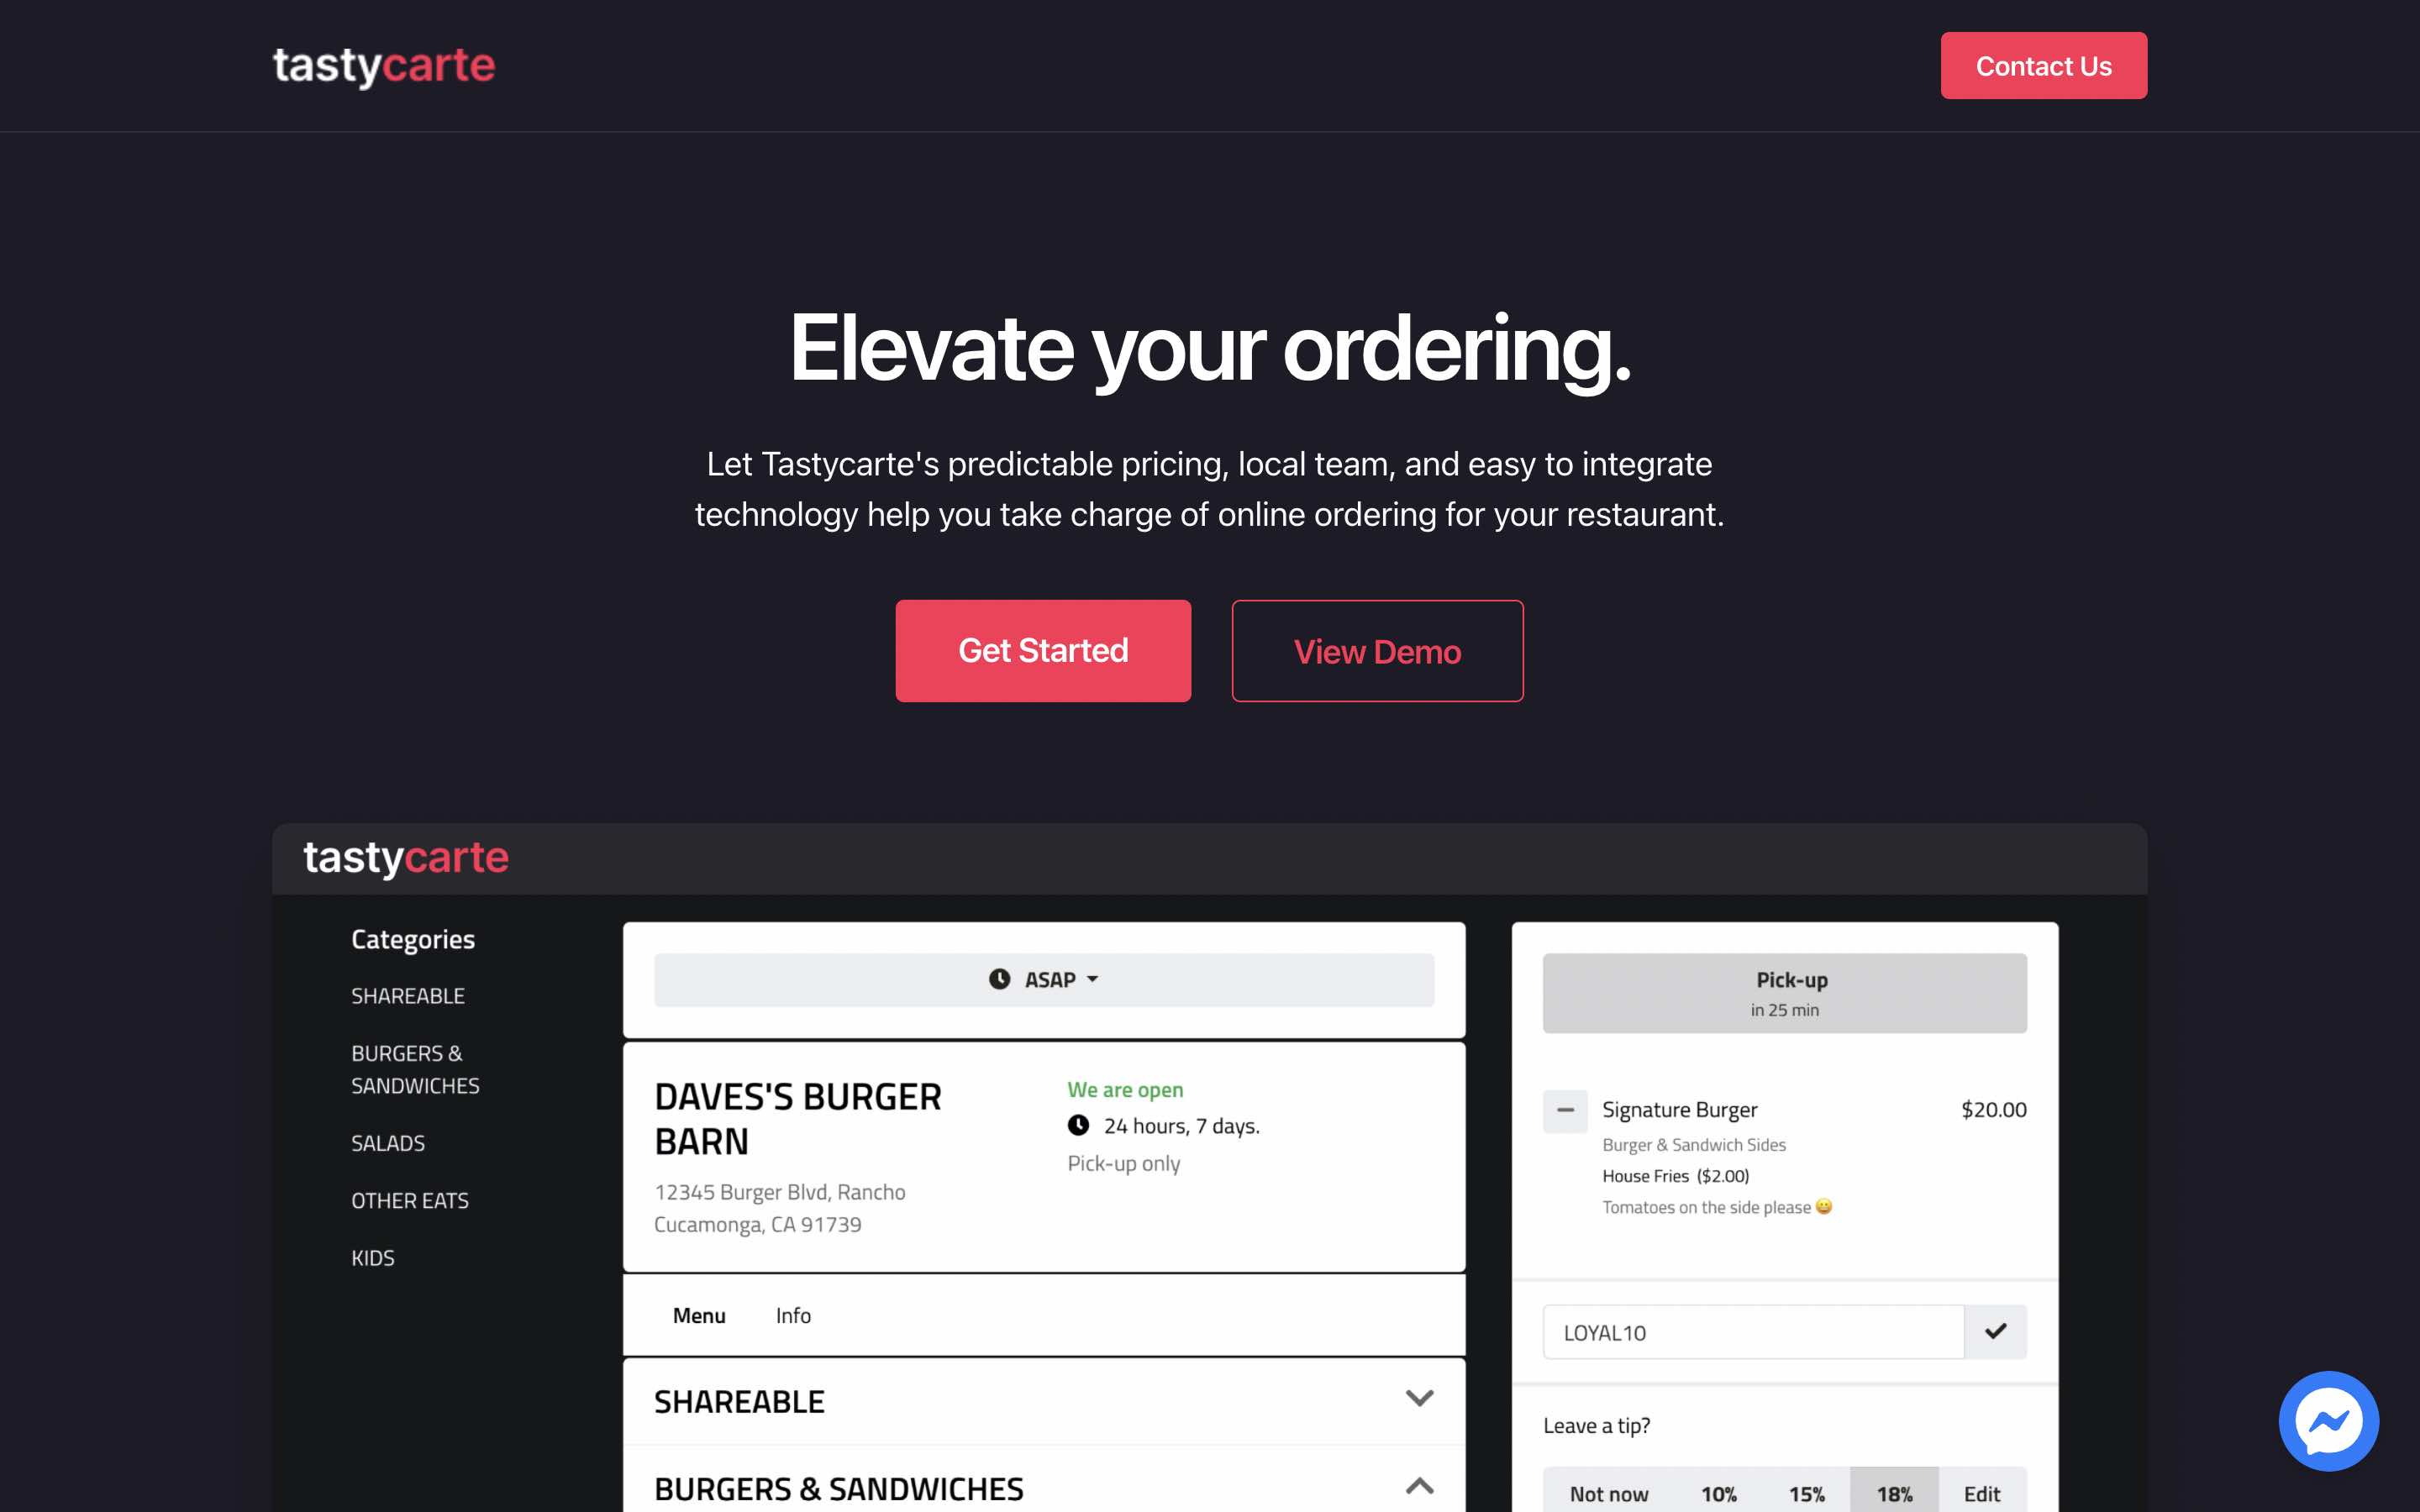 tastycarte
Contact Us
Elevate your ordering.
Let Tastycarte's predictable pricing, local team, and easy to integrate
technology help you take charge of online ordering for your restaurant.
Get Started
View Demo
tastycarte
Categories
SHAREABLE
BURGERS &
SANDWICHES
SALADS
OTHER EATS
KIDS
ASAP
DAVES'S BURGER
BARN
12345 Burger Blvd, Rancho
Cucamonga, CA 91739
We are open
24 hours, 7 days.
Pick-up only
Menu
Info
SHAREABLE
BURGERS & SANDWICHES
Pick-up
in 25 min
Signature Burger $20.00
Burger & Sandwich Sides
House Fries ($2.00)
Tomatoes on the side please 😀
LOYAL10
Leave a tip?
Not now 10% 15% 18% Edit